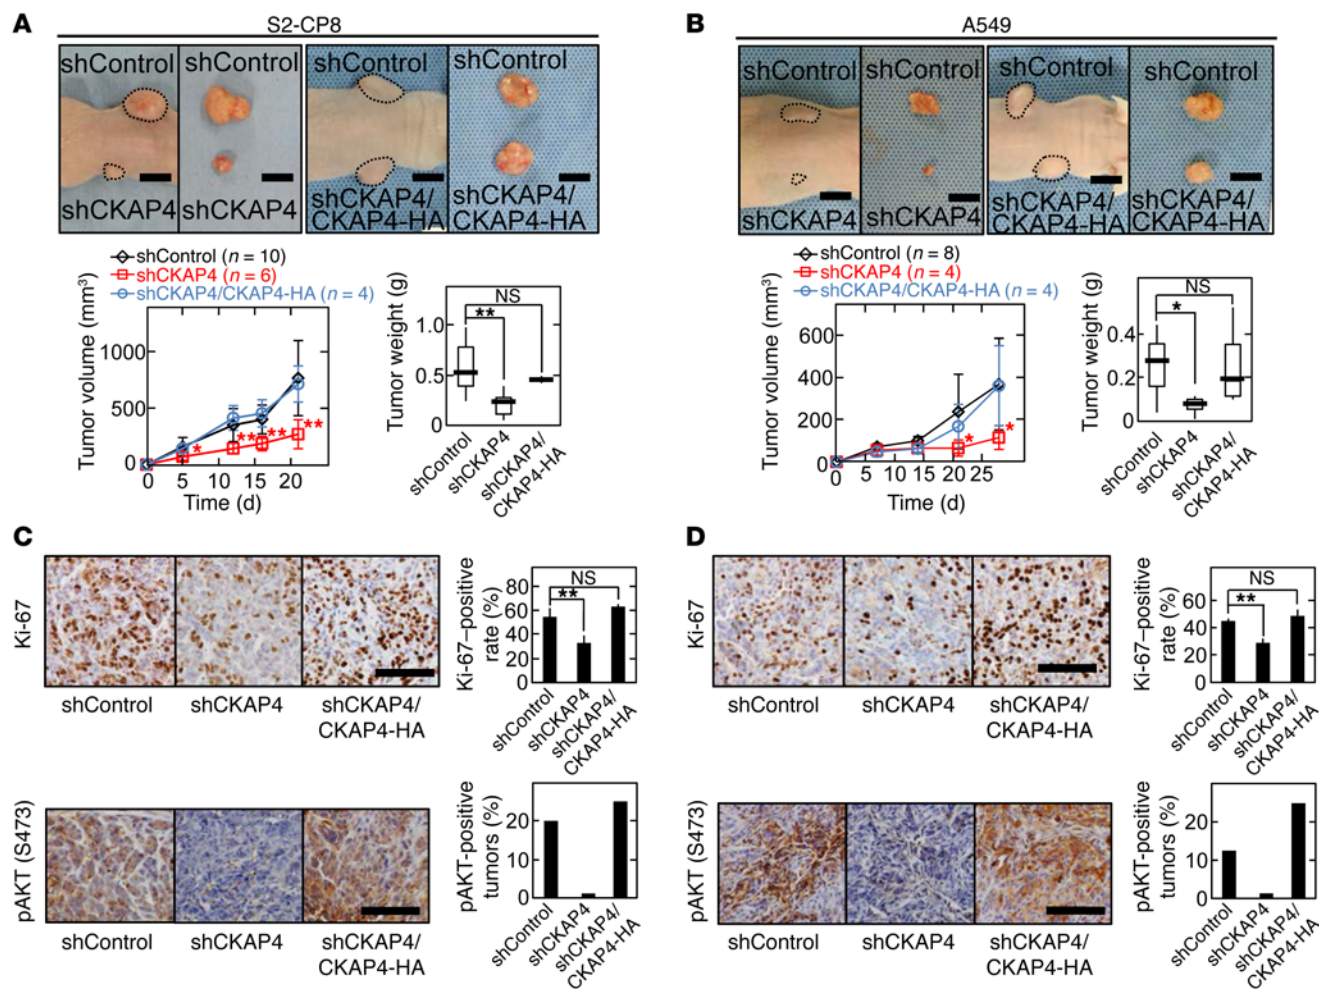 A
S2-CP8
shControl
shControl
shControl
shControl
shCKAP4
shCKAP4
shCKAP4/
CKAP4-HA
shCKAP4/
CKAP4-HA
shControl (n = 10)
shCKAP4 (n = 6)
shCKAP4/CKAP4-HA (n = 4)
Tumor volume (mm³)
1000
500
0
0
5
10
15
20
*
**
**
**
Time (d)
Tumor weight (g)
1.0
0.5
0
NS
**
shControl
shCKAP4
shCKAP4/
CKAP4-HA
B
A549
shControl
shControl
shControl
shControl
shCKAP4
shCKAP4
shCKAP4/
CKAP4-HA
shCKAP4/
CKAP4-HA
shControl (n = 8)
shCKAP4 (n = 4)
shCKAP4/CKAP4-HA (n = 4)
Tumor volume (mm³)
600
400
200
0
0
5
10
15
20
25
*
*
Time (d)
Tumor weight (g)
0.4
0.2
0
NS
*
shControl
shCKAP4
shCKAP4/
CKAP4-HA
C
Ki-67
shControl
shCKAP4
shCKAP4/
CKAP4-HA
Ki-67–positive
rate (%)
80
60
40
20
0
NS
**
shControl
shCKAP4
shCKAP4/
CKAP4-HA
pAKT (S473)
shControl
shCKAP4
shCKAP4/
CKAP4-HA
pAKT-positive
tumors (%)
20
10
0
shControl
shCKAP4
shCKAP4/
CKAP4-HA
D
Ki-67
shControl
shCKAP4
shCKAP4/
CKAP4-HA
Ki-67–positive
rate (%)
60
40
20
0
NS
**
shControl
shCKAP4
shCKAP4/
CKAP4-HA
pAKT (S473)
shControl
shCKAP4
shCKAP4/
CKAP4-HA
pAKT-positive
tumors (%)
20
10
0
shControl
shCKAP4
shCKAP4/
CKAP4-HA